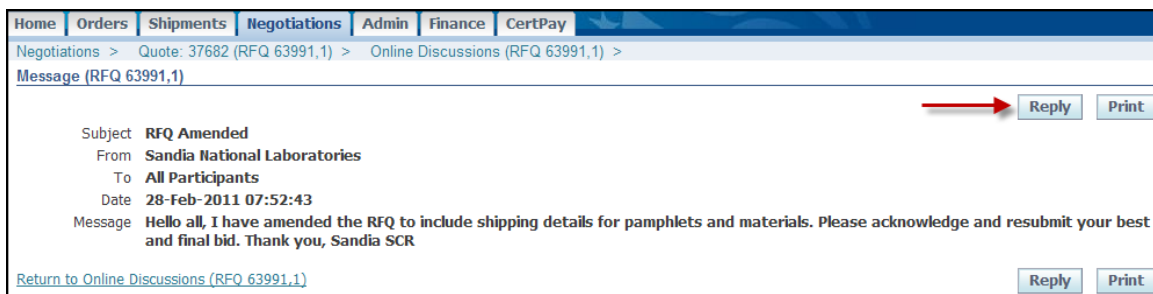 Home Orders Shipments Negotiations Admin Finance CertPay
Negotiations > Quote: 37682 (RFQ 63991,1) > Online Discussions (RFQ 63991,1) >
Message (RFQ 63991,1)
Reply Print
Subject RFQ Amended
From Sandia National Laboratories
To All Participants
Date 28-Feb-2011 07:52:43
Message Hello all, I have amended the RFQ to include shipping details for pamphlets and materials. Please acknowledge and resubmit your best
and final bid. Thank you, Sandia SCR
Return to Online Discussions (RFQ 63991,1)
Reply Print